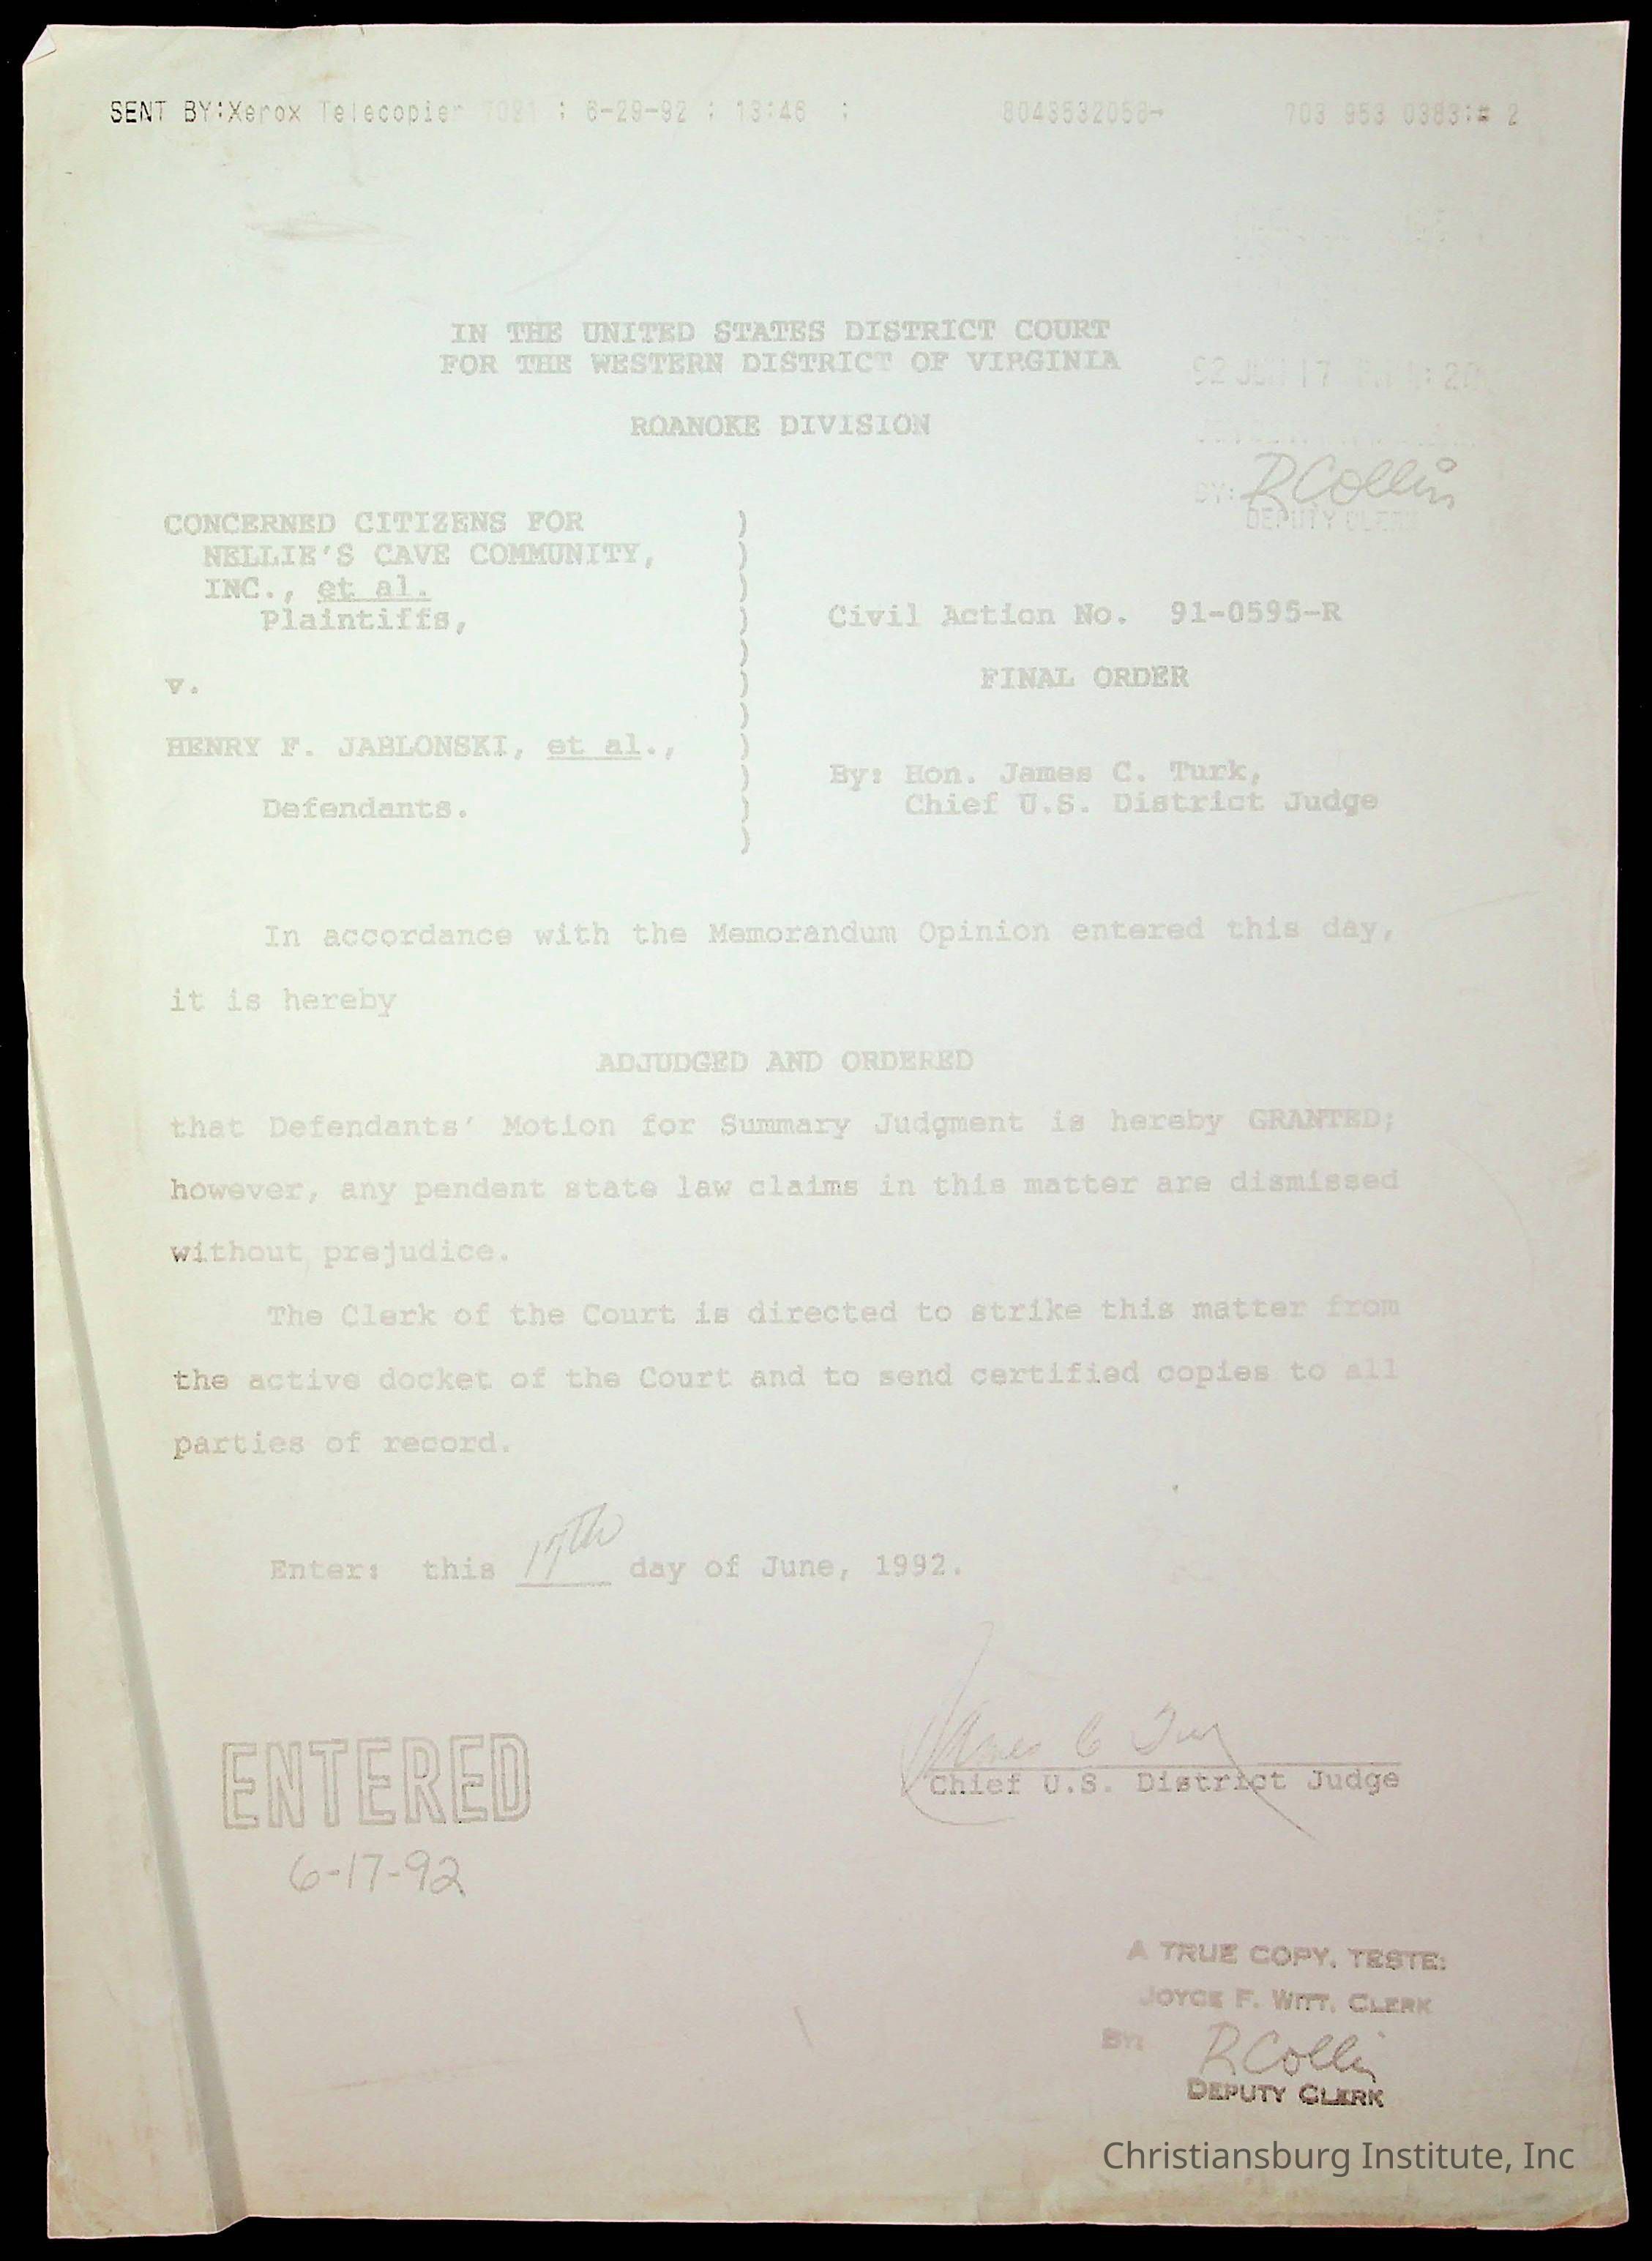 SENT BY:Xerox Telecopier 7021 ; 6-29-92 ; 13:46 ; 8043532058→ 703 953 0383;# 2
IN THE UNITED STATES DISTRICT COURT
FOR THE WESTERN DISTRICT OF VIRGINIA
ROANOKE DIVISION
BY: R Collin
DEPUTY CLERK
CONCERNED CITIZENS FOR )
NELLIE'S CAVE COMMUNITY, )
INC., et al. )
Plaintiffs, ) Civil Action No. 91-0595-R
)
v. ) FINAL ORDER
)
HENRY F. JABLONSKI, et al., )
) By: Hon. James C. Turk,
Defendants. ) Chief U.S. District Judge
)
In accordance with the Memorandum Opinion entered this day,
it is hereby
ADJUDGED AND ORDERED
that Defendants' Motion for Summary Judgment is hereby GRANTED;
however, any pendent state law claims in this matter are dismissed
without prejudice.
The Clerk of the Court is directed to strike this matter from
the active docket of the Court and to send certified copies to all
parties of record.
Enter: this 17th day of June, 1992.
James C Turk
Chief U.S. District Judge
ENTERED
6-17-92
A TRUE COPY, TESTE:
JOYCE F. WITT, CLERK
BY: R Collin
DEPUTY CLERK
Christiansburg Institute, Inc